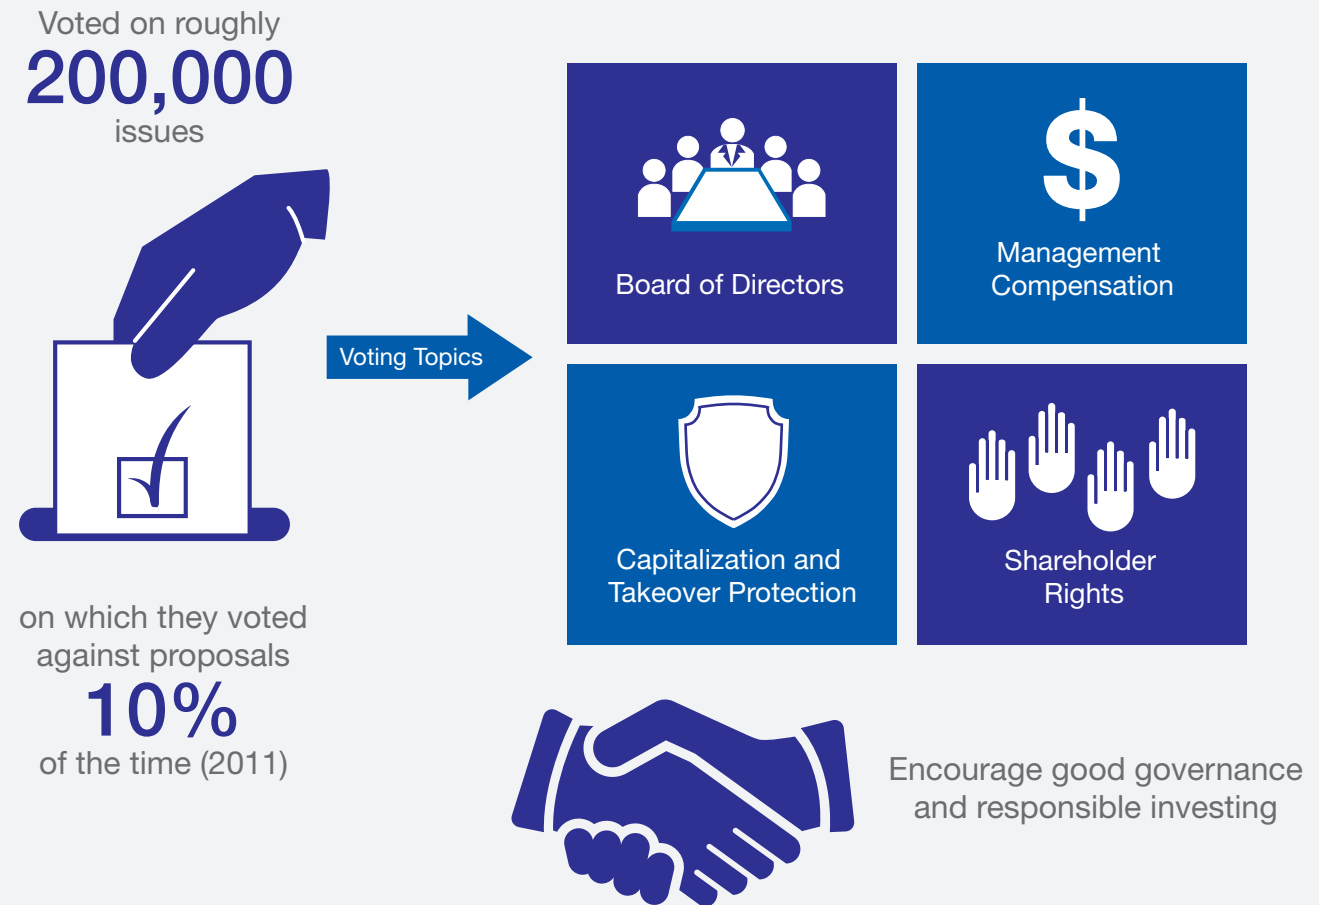 Voted on roughly
200,000
issues
on which they voted
against proposals
10%
of the time (2011)
Voting Topics
Board of Directors
$
Management
Compensation
Capitalization and
Takeover Protection
Shareholder
Rights
Encourage good governance
and responsible investing